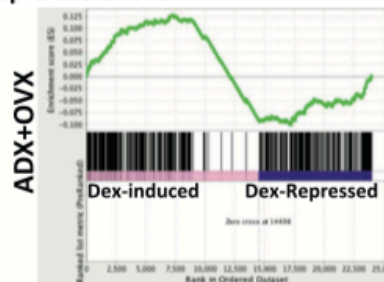 0.125
0.100
0.075
0.050
0.025
0.000
-0.025
-0.050
-0.075
-0.100
Enrichment score (ES)
ADX+OVX
Dex-induced Dex-Repressed
Ranked list metric (PreRanked)
Zero cross at 14498
0 2,500 5,000 7,500 10,000 12,500 15,000 17,500 20,000 22,500
Rank in Ordered Dataset